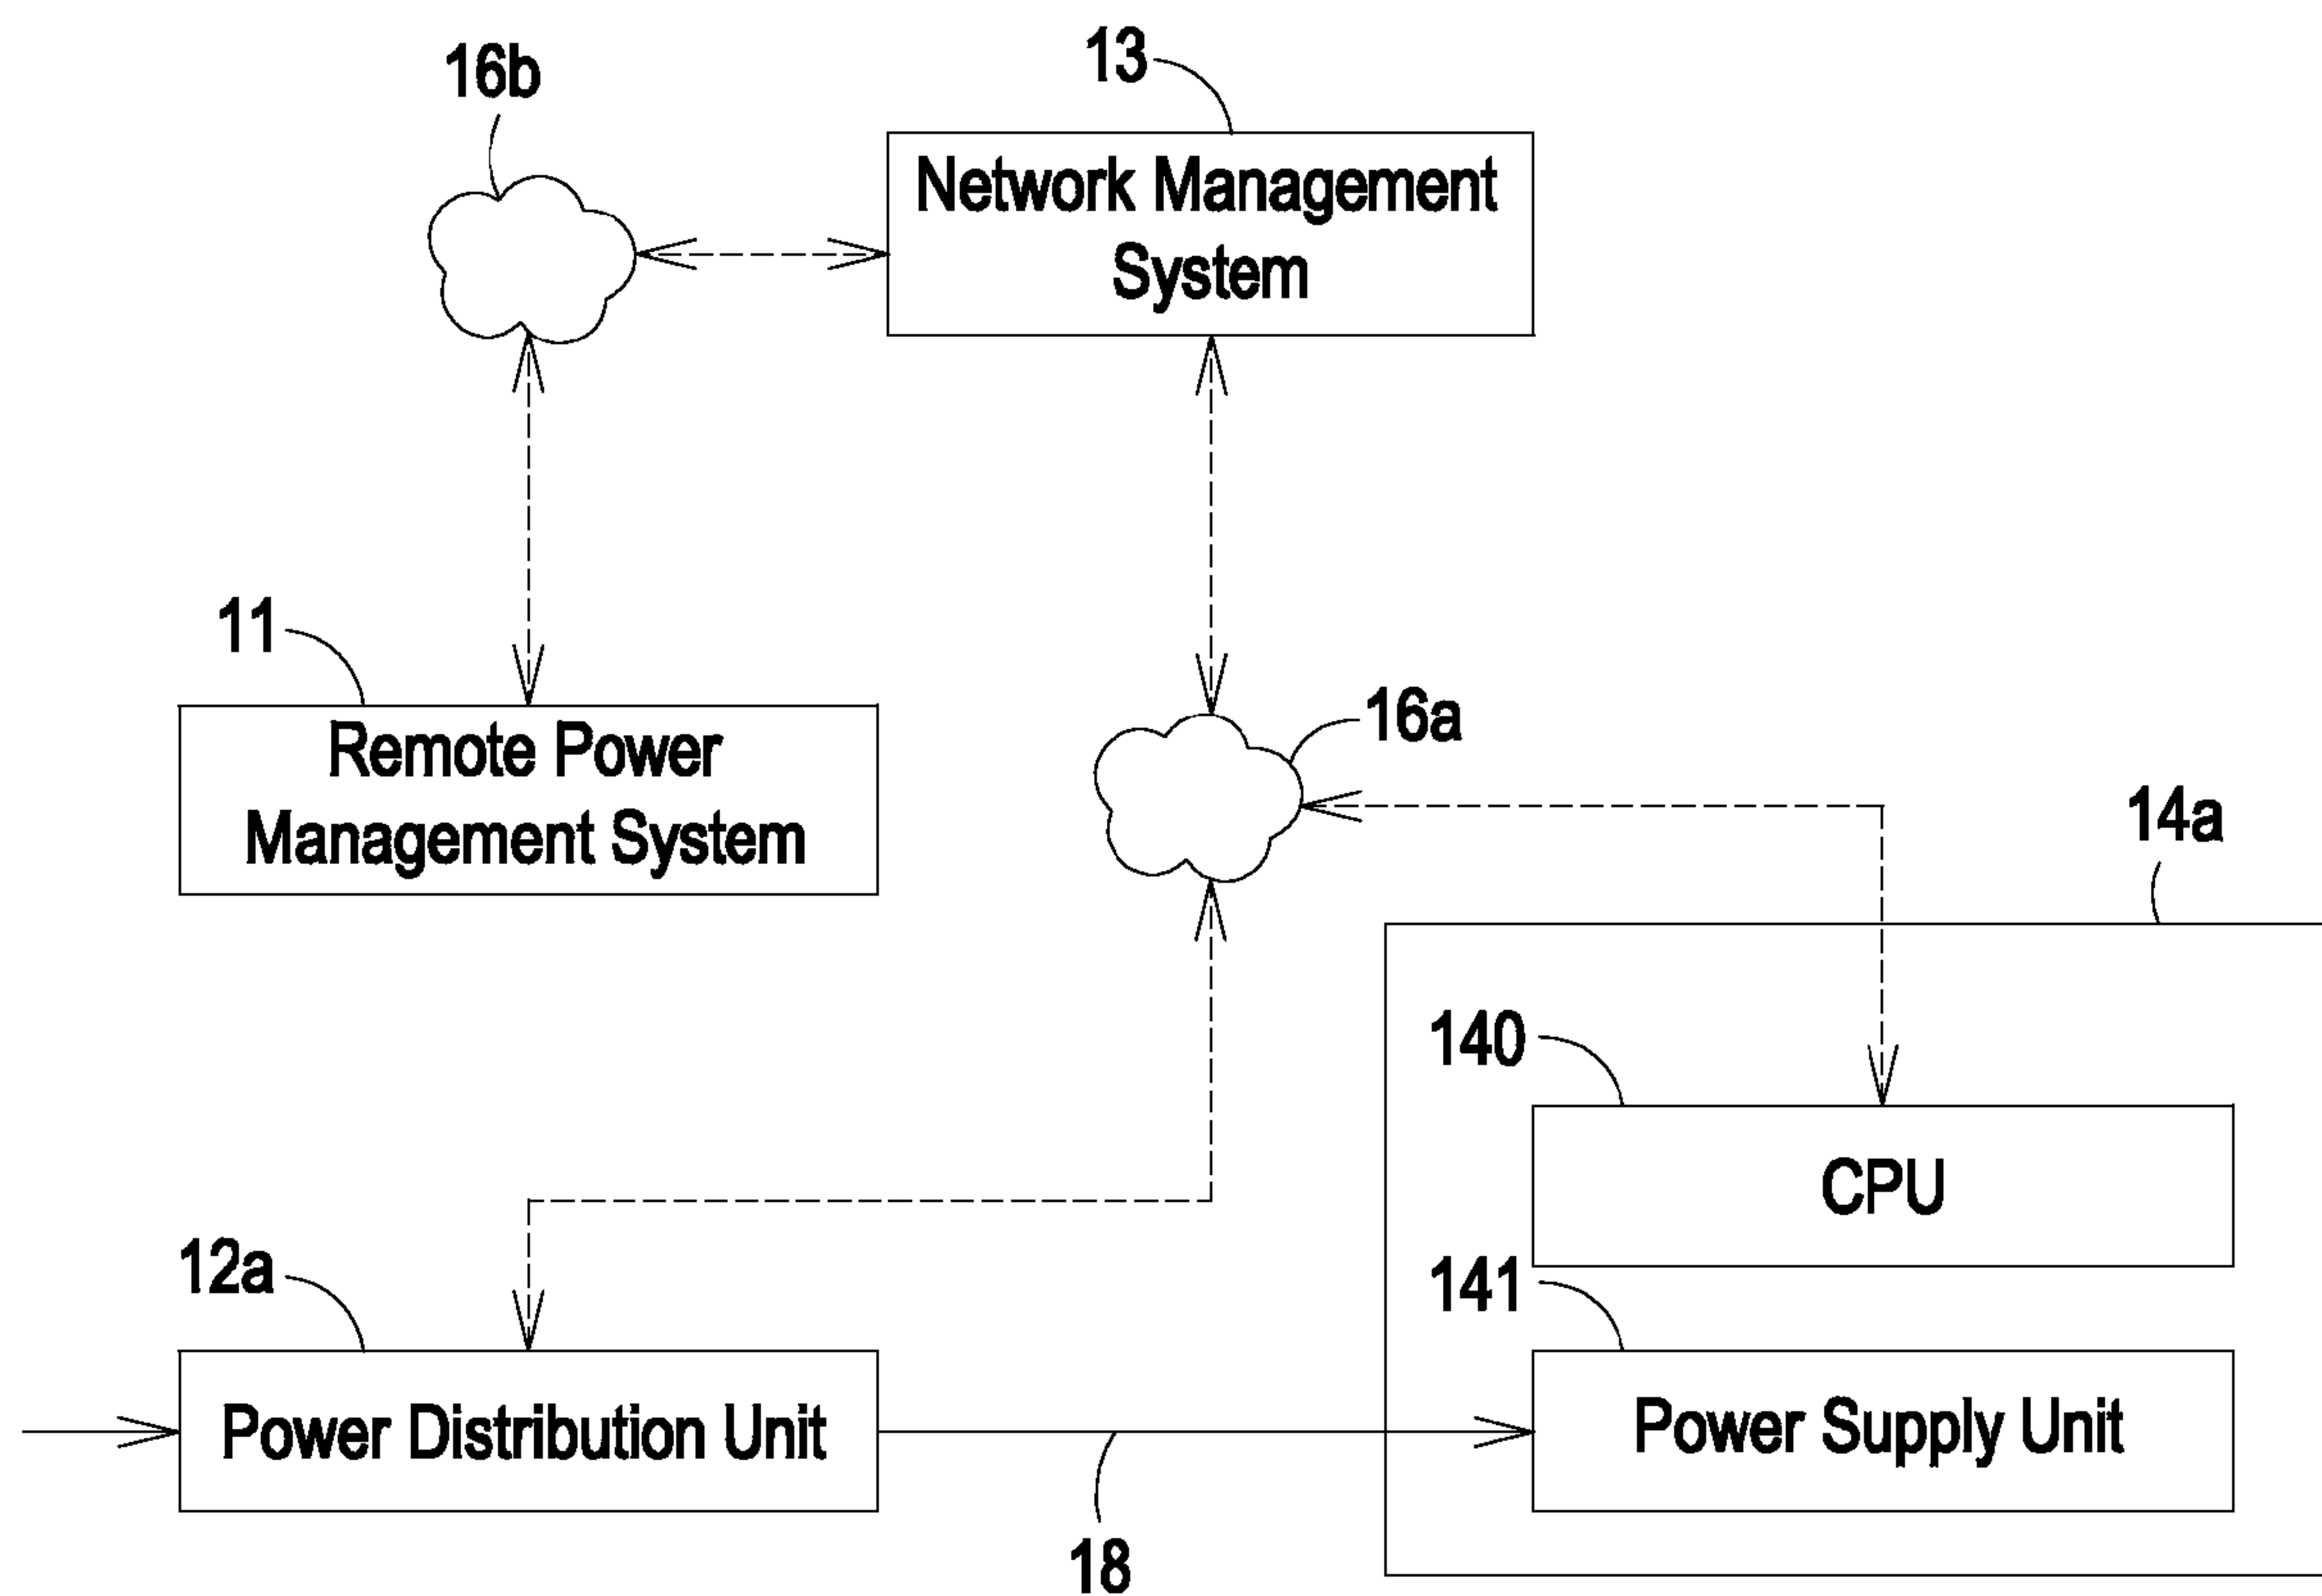 16b
13
Network Management
System
11
Remote Power
Management System
16a
14a
140
CPU
12a
141
Power Distribution Unit
Power Supply Unit
18